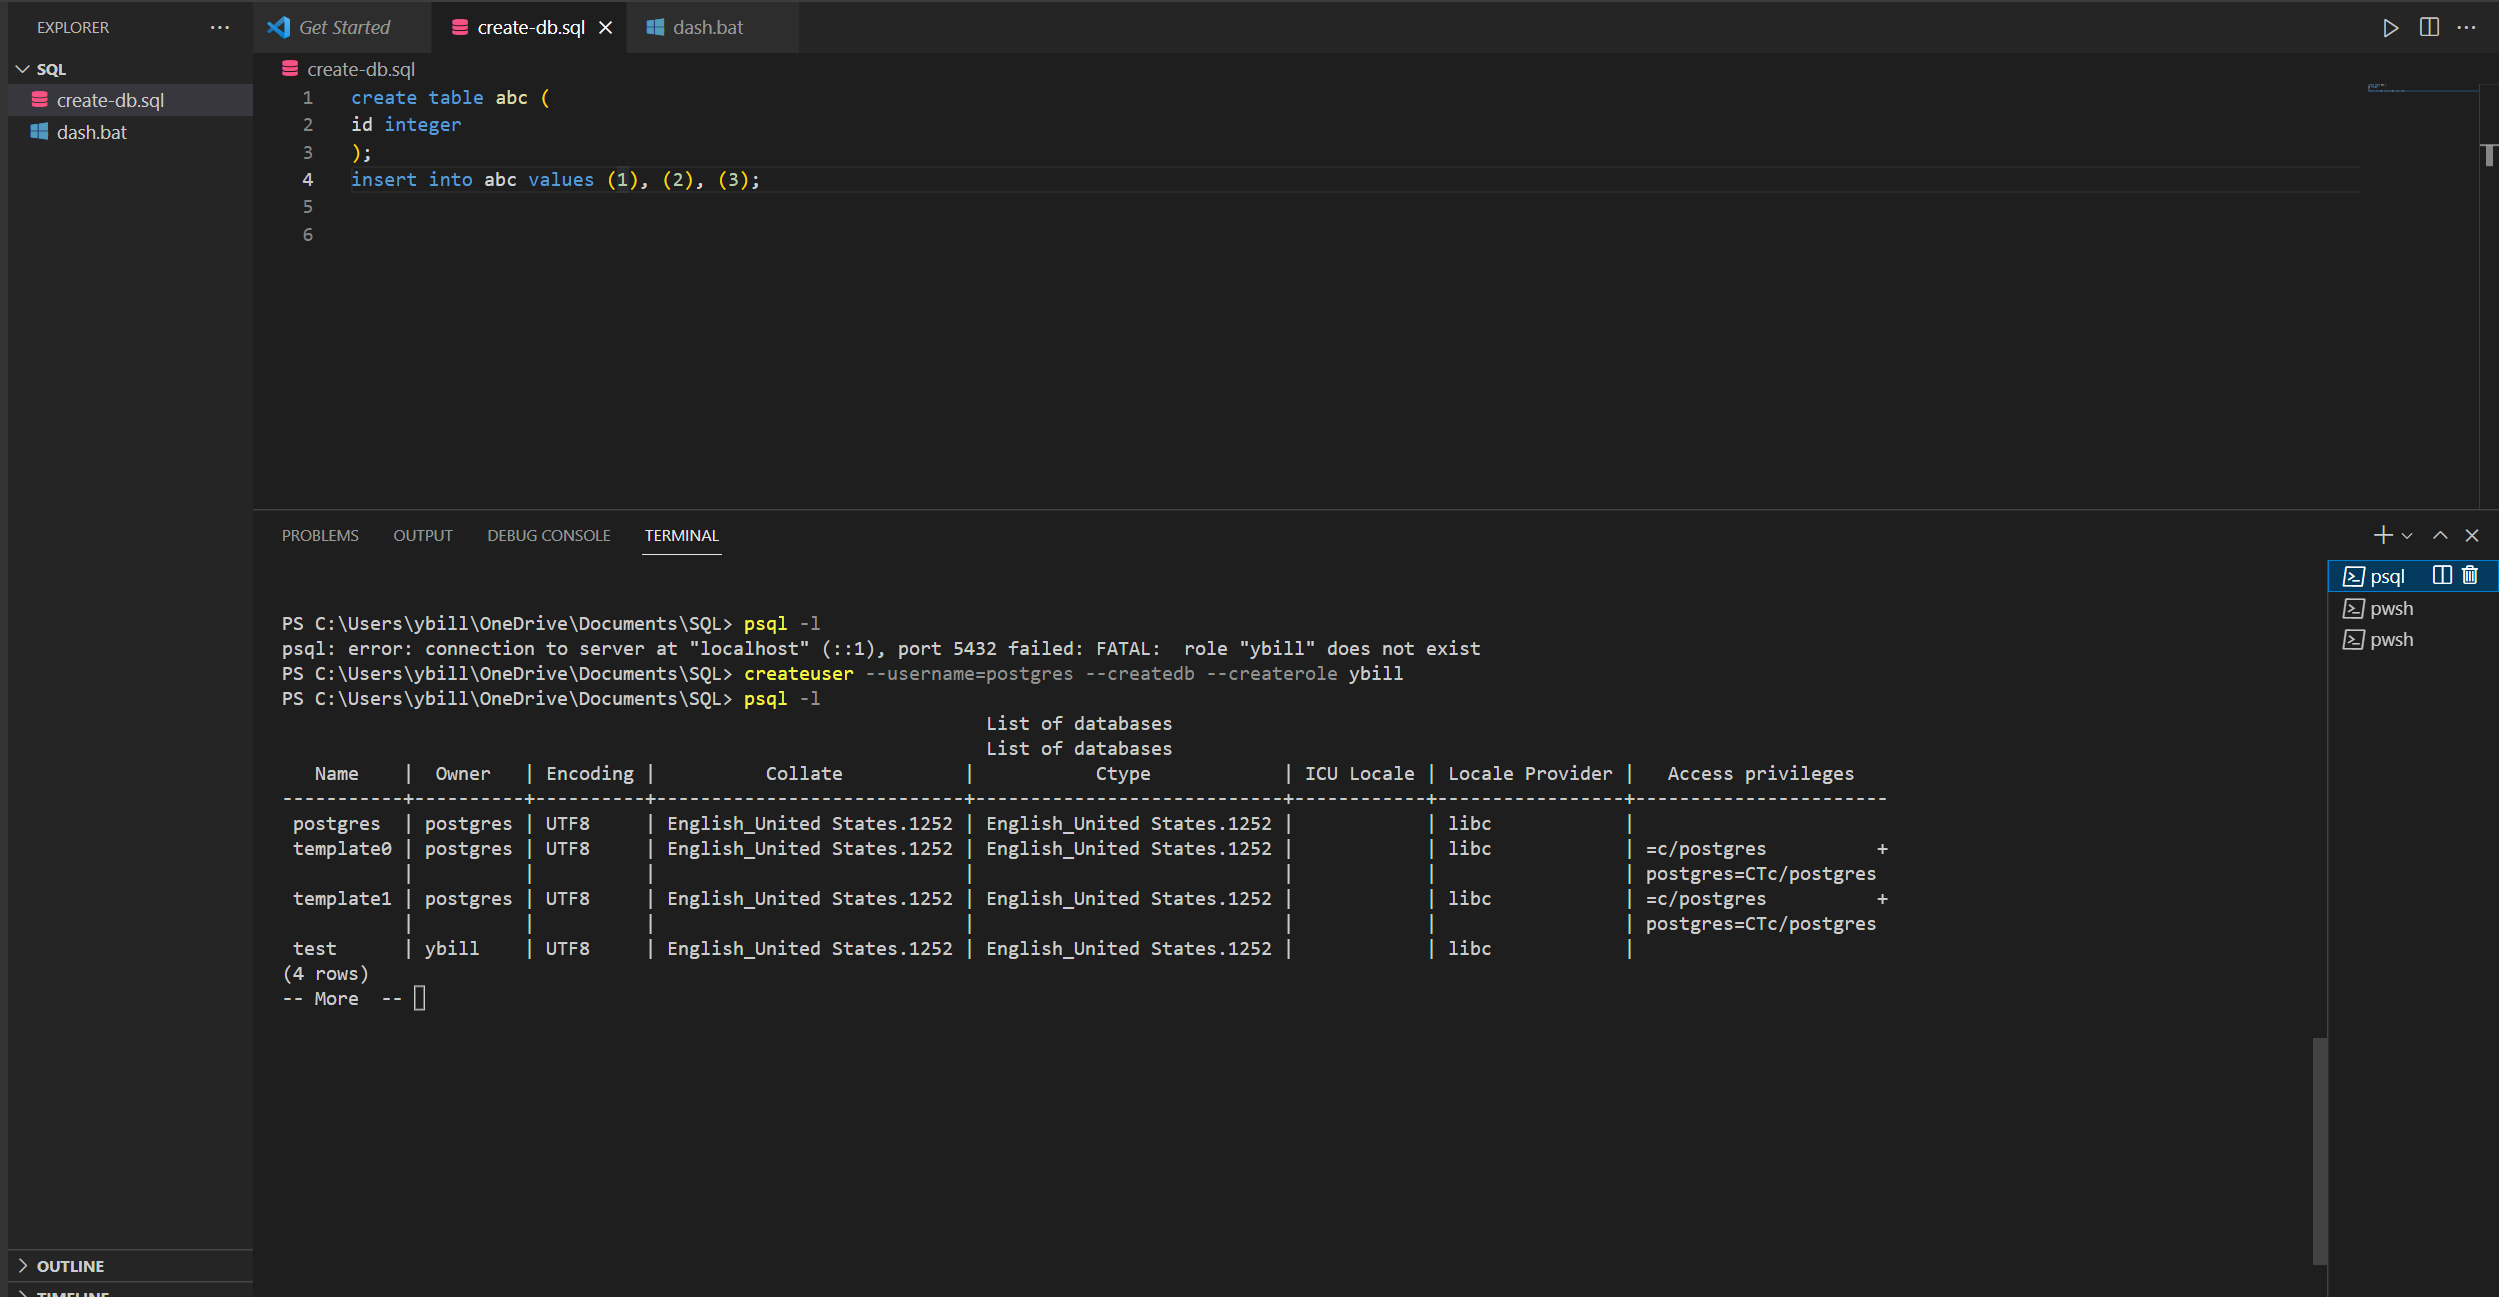 EXPLORER
SQL
create-db.sql
dash.bat
OUTLINE
TIMELINE
Get Started
create-db.sql
dash.bat
create-db.sql
1 create table abc (
2 id integer
3 );
4 insert into abc values (1), (2), (3);
5
6
PROBLEMS OUTPUT DEBUG CONSOLE TERMINAL
PS C:\Users\ybill\OneDrive\Documents\SQL> psql -l
psql: error: connection to server at "localhost" (::1), port 5432 failed: FATAL:  role "ybill" does not exist
PS C:\Users\ybill\OneDrive\Documents\SQL> createuser --username=postgres --createdb --createrole ybill
PS C:\Users\ybill\OneDrive\Documents\SQL> psql -l
List of databases
List of databases
   Name    |  Owner   | Encoding |          Collate           |           Ctype            | ICU Locale | Locale Provider |   Access privileges
-----------+----------+----------+----------------------------+----------------------------+------------+-----------------+-----------------------
 postgres  | postgres | UTF8     | English_United States.1252 | English_United States.1252 |            | libc            |
 template0 | postgres | UTF8     | English_United States.1252 | English_United States.1252 |            | libc            | =c/postgres          +
           |          |          |                            |                            |            |                 | postgres=CTc/postgres
 template1 | postgres | UTF8     | English_United States.1252 | English_United States.1252 |            | libc            | =c/postgres          +
           |          |          |                            |                            |            |                 | postgres=CTc/postgres
 test      | ybill    | UTF8     | English_United States.1252 | English_United States.1252 |            | libc            |
(4 rows)
-- More  --
psql
pwsh
pwsh